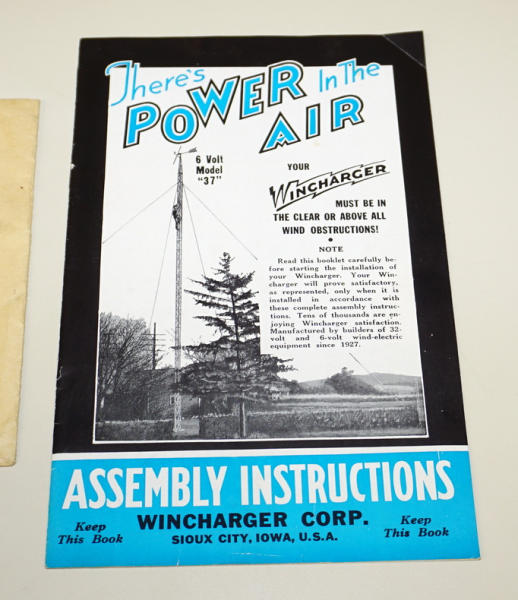 There's
POWER In The
AIR
6 Volt
Model
"37"
YOUR
WINCHARGER
MUST BE IN
THE CLEAR OR ABOVE ALL
WIND OBSTRUCTIONS!
NOTE
Read this booklet carefully be-
fore starting the installation of
your Wincharger. Your Win-
charger will prove satisfactory,
as represented, only when it is
installed in accordance with
these complete assembly instruc-
tions. Tens of thousands are en-
joying Wincharger satisfaction.
Manufactured by builders of 32-
volt and 6-volt wind-electric
equipment since 1927.
ASSEMBLY INSTRUCTIONS
Keep
This Book
WINCHARGER CORP.
SIOUX CITY, IOWA, U.S.A.
Keep
This Book